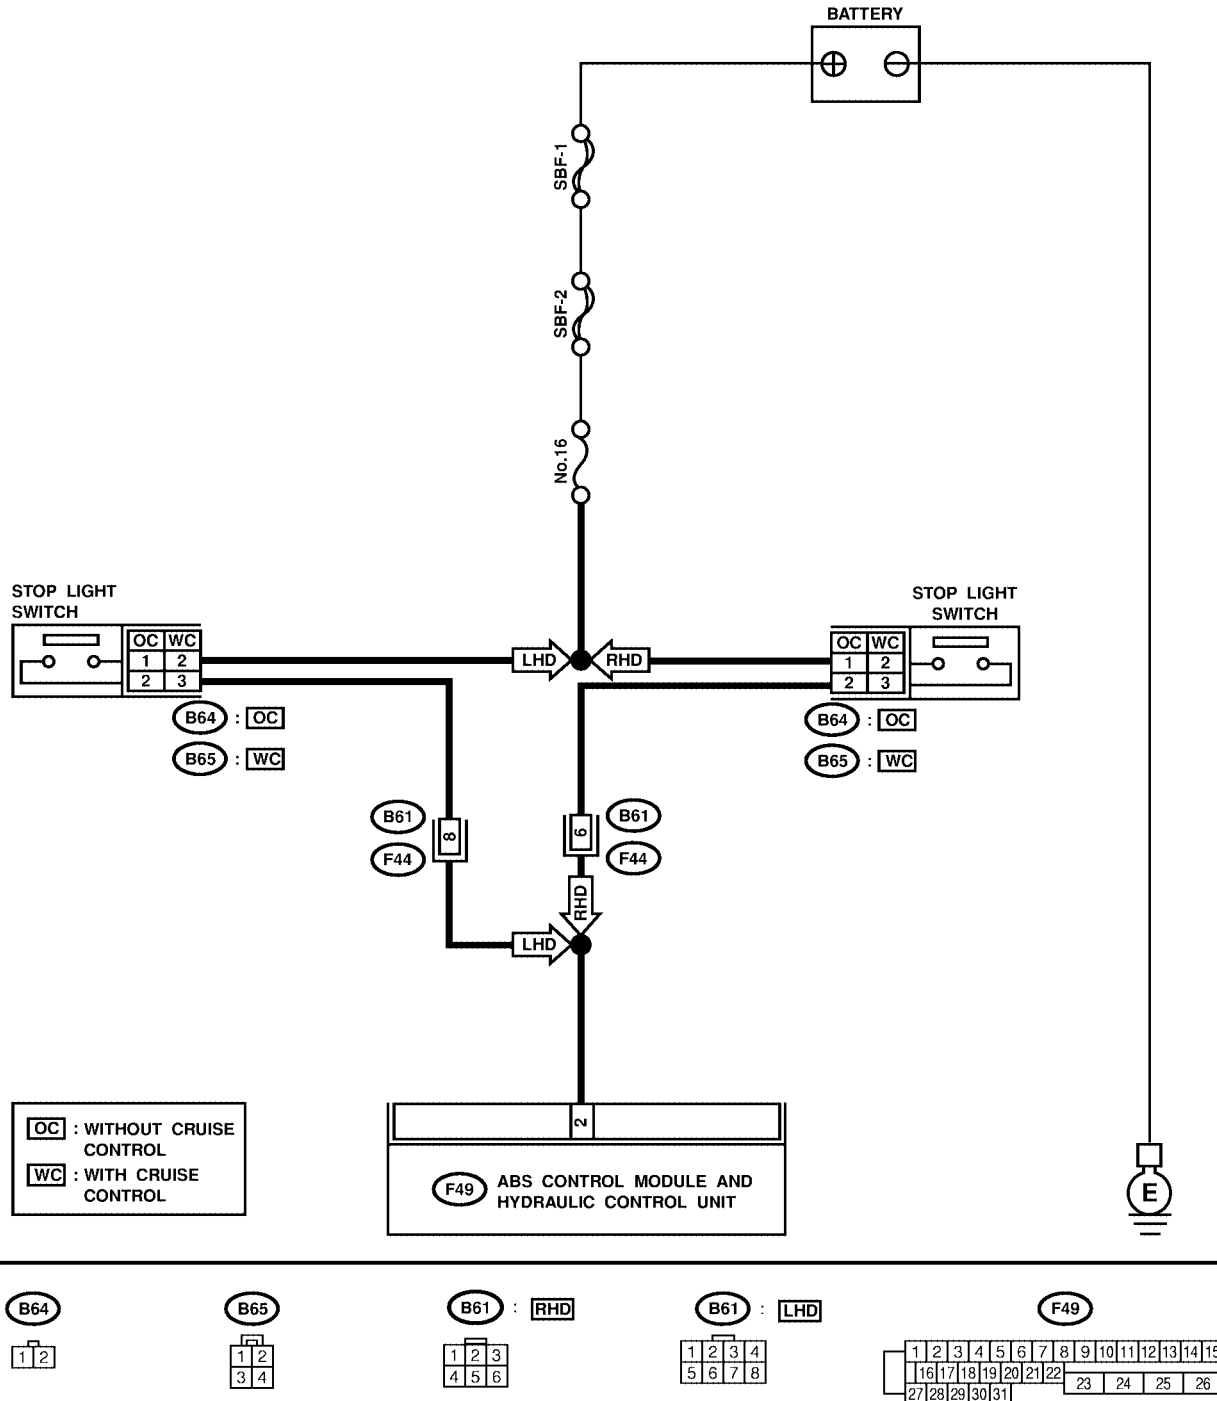 BATTERY
SBF-1
SBF-2
No.16
STOP LIGHT
SWITCH
OC WC
1 2
2 3
LHD
RHD
STOP LIGHT
SWITCH
OC WC
1 2
2 3
B64 : OC
B65 : WC
B64 : OC
B65 : WC
B61
8
F44
6
B61
F44
RHD
LHD
OC : WITHOUT CRUISE
CONTROL
WC : WITH CRUISE
CONTROL
2
F49 ABS CONTROL MODULE AND
HYDRAULIC CONTROL UNIT
E
B64
1 2
B65
1 2
3 4
B61 : RHD
1 2 3
4 5 6
B61 : LHD
1 2 3 4
5 6 7 8
F49
1 2 3 4 5 6 7 8 9 10 11 12 13 14 15
16 17 18 19 20 21 22 23 24 25 26
27 28 29 30 31